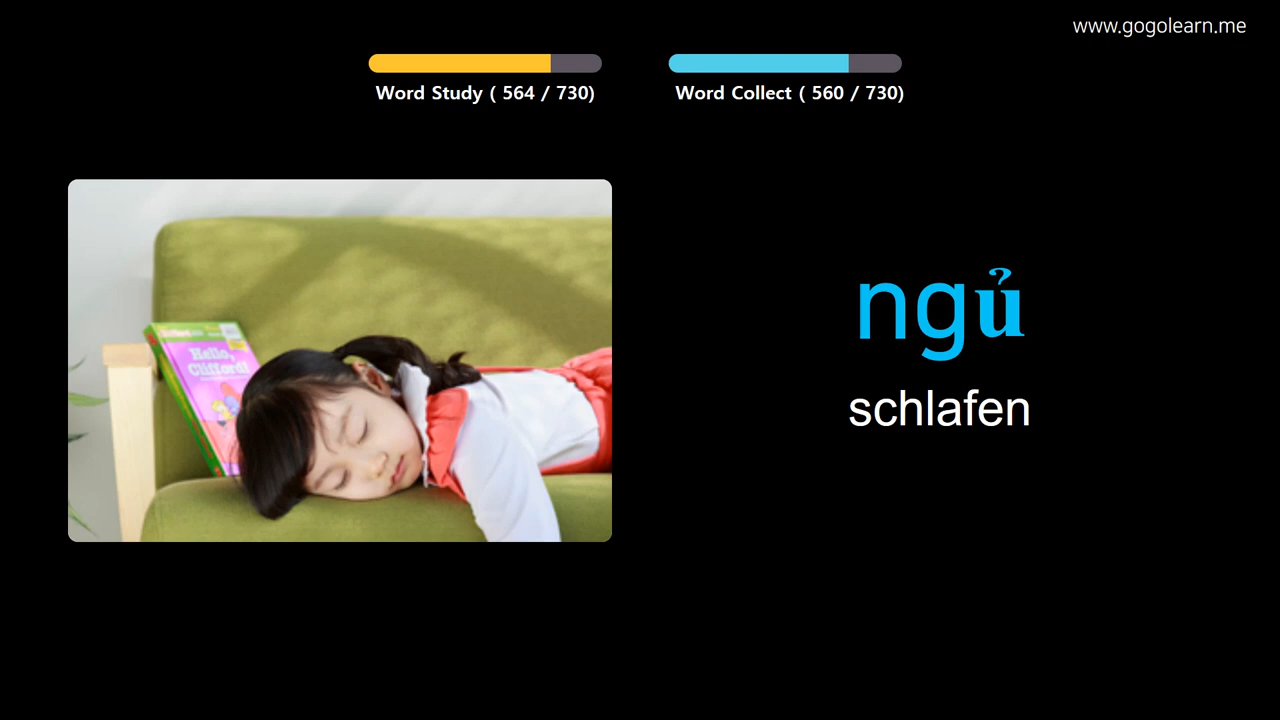 www.gogolearn.me
Word Study ( 564 / 730)
Word Collect ( 560 / 730)
Hello,
Clifford!
ngủ
schlafen